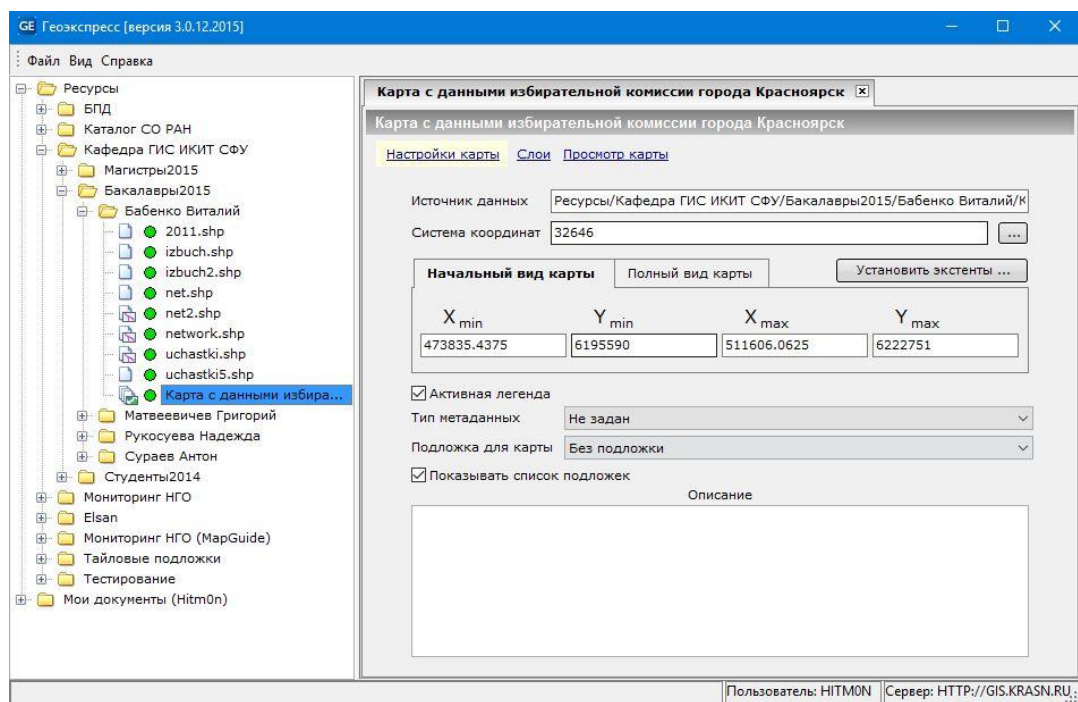 GE Геоэкспресс [версия 3.0.12.2015]
Файл Вид Справка
Ресурсы
БПД
Каталог СО РАН
Кафедра ГИС ИКИТ СФУ
Магистры2015
Бакалавры2015
Бабенко Виталий
2011.shp
izbuch.shp
izbuch2.shp
net.shp
net2.shp
network.shp
uchastki.shp
uchastki5.shp
Карта с данными избира...
Матвеевичев Григорий
Рукосуева Надежда
Сураев Антон
Студенты2014
Мониторинг НГО
Elsan
Мониторинг НГО (MapGuide)
Тайловые подложки
Тестирование
Мои документы (Hitm0n)
Карта с данными избирательной комиссии города Красноярск
Карта с данными избирательной комиссии города Красноярск
Настройки карты Слои Просмотр карты
Источник данных Ресурсы/Кафедра ГИС ИКИТ СФУ/Бакалавры2015/Бабенко Виталий/К
Система координат 32646 ...
Начальный вид карты Полный вид карты Установить экстенты ...
X min Y min X max Y max
473835.4375 6195590 511606.0625 6222751
Активная легенда
Тип метаданных Не задан
Подложка для карты Без подложки
Показывать список подложек
Описание
Пользователь: HITM0N Сервер: HTTP://GIS.KRASN.RU